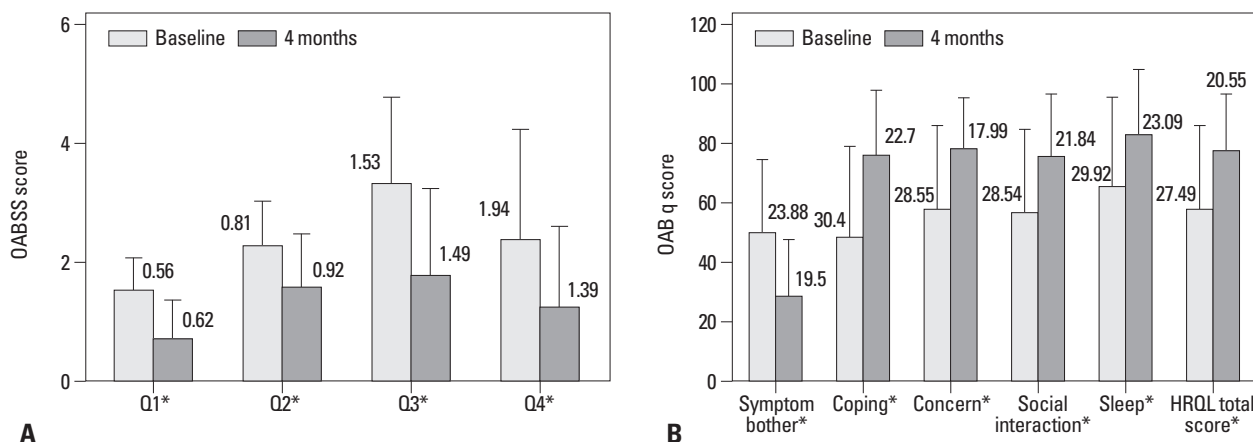 6
4
2
0
OABSS score
Baseline 4 months
0.56
0.62
0.81
0.92
1.53
1.49
1.94
1.39
Q1* Q2* Q3* Q4*
A
120
100
80
60
40
20
0
OAB q score
Baseline 4 months
23.88
19.5
30.4
22.7
28.55
17.99
28.54
21.84
29.92
23.09
27.49
20.55
Symptom
bother*
Coping*
Concern*
Social
interaction*
Sleep*
HRQL total
score*
B